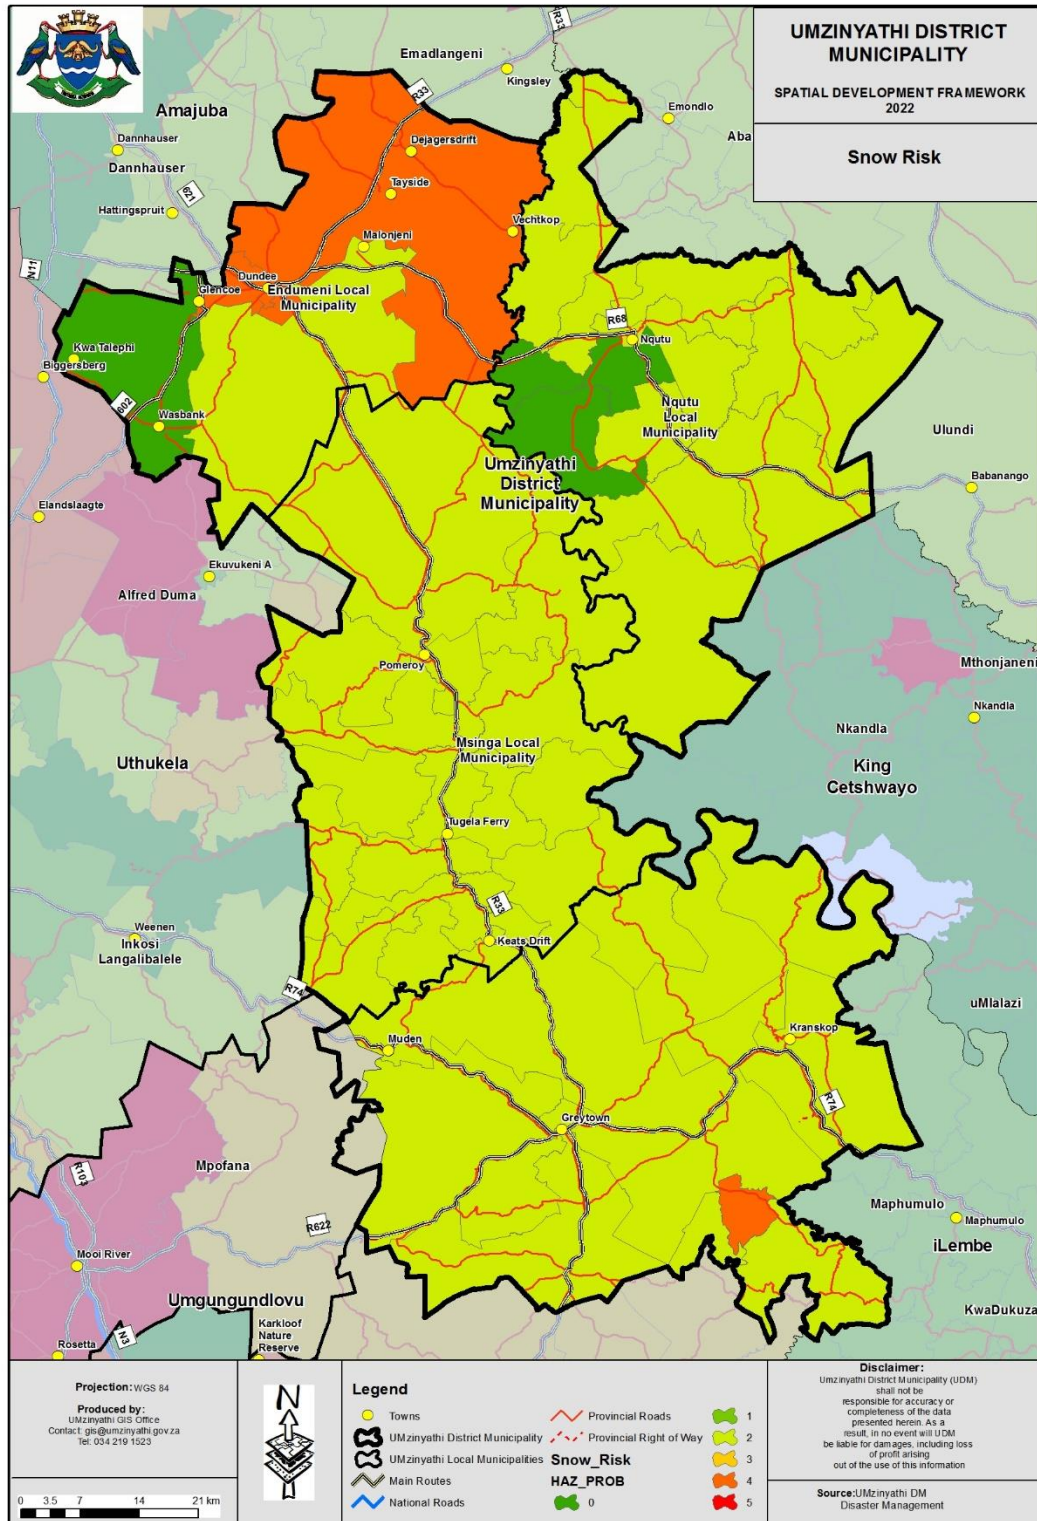 UMZINYATHI DISTRICT
MUNICIPALITY
SPATIAL DEVELOPMENT FRAMEWORK
2022
Snow Risk
R33
Emadlangeni
Kingsley
Amajuba
R33
Emondlo
Aba
Dannhauser
Dannhauser
Dejagersdrift
621
Tayside
Hattingspruit
Vechtkop
Malonjeni
N11
Dundee
Glencoe
Endumeni Local
Municipality
R68
Nqutu
Kwa Talephi
Biggersberg
602
Wasbank
Nqutu
Local
Municipality
Ulundi
Umzinyathi
District
Municipality
Babanango
Elandslaagte
Ekuvukeni A
Alfred Duma
Pomeroy
Mthonjaneni
Nkandla
Nkandla
Msinga Local
Municipality
Uthukela
King
Cetshwayo
Tugela Ferry
R33
Weenen
Inkosi
Langalibalele
Keats Drift
R74
uMlalazi
Kranskop
Muden
R74
Greytown
R103
Mpofana
Maphumulo
Maphumulo
R622
iLembe
Mooi River
Umgungundlovu
KwaDukuza
Karkloof
Nature
Reserve
N3
Rosetta
Projection: WGS 84
Produced by:
UMzinyathi GIS Office
Contact: gis@umzinyathi.gov.za
Tel: 034 219 1523
0 3.5 7 14 21 km
N
Legend
Towns
UMzinyathi District Municipality
UMzinyathi Local Municipalities
Main Routes
National Roads
Provincial Roads
Provincial Right of Way
Snow_Risk
HAZ_PROB
0
1
2
3
4
5
Disclaimer:
Umzinyathi District Municipality (UDM)
shall not be
responsible for accuracy or
completeness of the data
presented herein. As a
result, in no event will UDM
be liable for damages, including loss
of profit arising
out of the use of this information
Source:UMzinyathi DM
Disaster Management